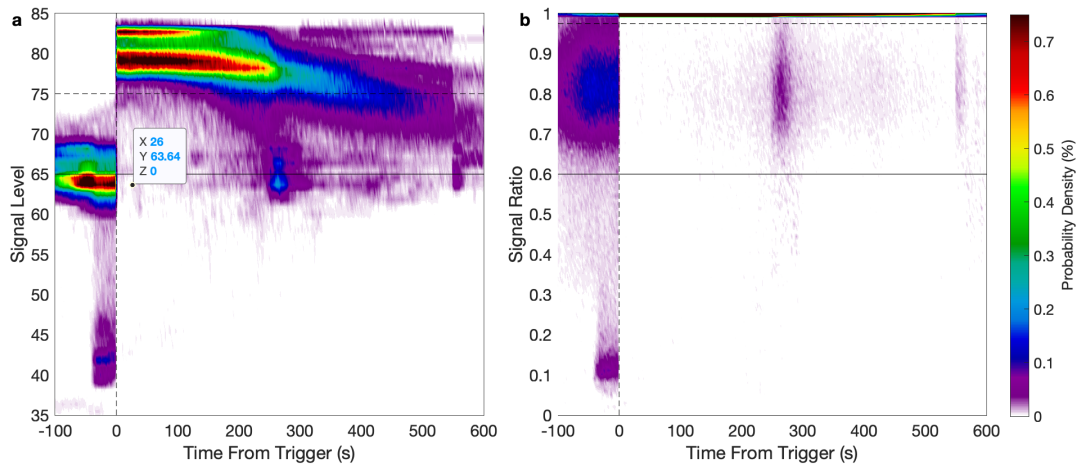 a
85
80
75
70
65
60
55
50
45
40
35
Signal Level
X 26
Y 63.64
Z 0
-100 0 100 200 300 400 500 600
Time From Trigger (s)
b
1
0.9
0.8
0.7
0.6
0.5
0.4
0.3
0.2
0.1
0
Signal Ratio
-100 0 100 200 300 400 500 600
Time From Trigger (s)
0.7
0.6
0.5
0.4
0.3
0.2
0.1
0
Probability Density (%)